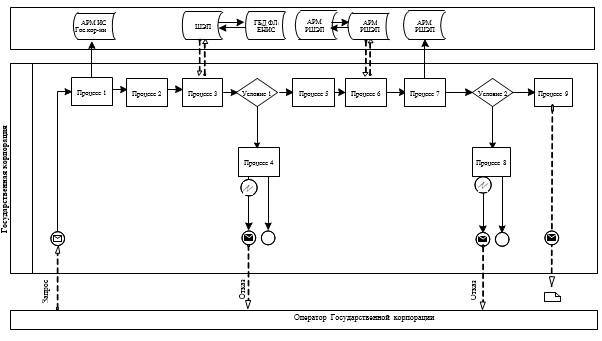 АРМ ИС
Гос.кор-ии
ШЭП
ГБД ФЛ.
ЕНИС
АРМ
РШЭП
АРМ
РШЭП
АРМ
РШЭП
Государственная корпорация
Процесс 1
Процесс 2
Процесс 3
Условие 1
Процесс 5
Процесс 6
Процесс 7
Условие 2
Процесс 9
Процесс 4
Процесс 8
Запрос
Отказ
Отказ
Оператор Государственной корпорации